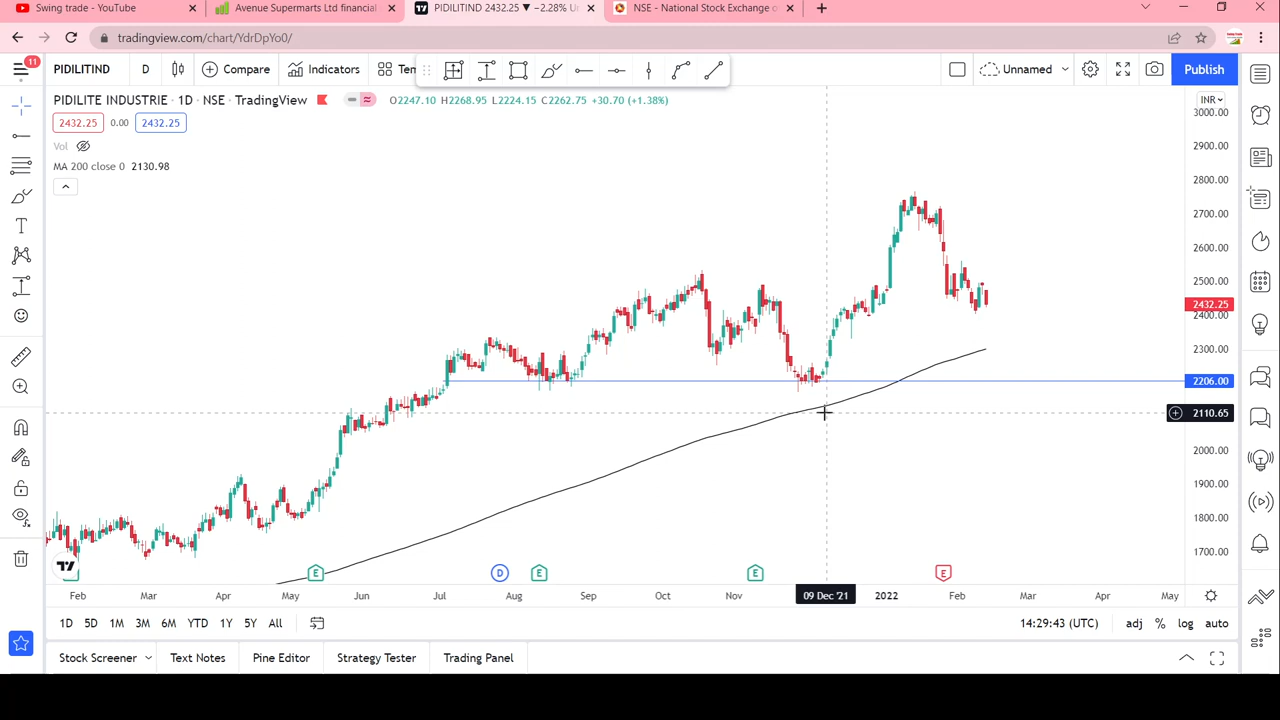 Swing trade - YouTube
Avenue Supermarts Ltd financial
PIDILITIND 2432.25 ▼ −2.28% Un
NSE - National Stock Exchange o
tradingview.com/chart/YdrDpYo0/
11
PIDILITIND
D
Compare
Indicators
Tem
Unnamed
Publish
PIDILITE INDUSTRIE · 1D · NSE · TradingView
O2247.10 H2268.95 L2224.15 C2262.75 +30.70 (+1.38%)
INR
2432.25
0.00
2432.25
Vol
MA 200 close 0 2130.98
3000.00
2900.00
2800.00
2700.00
2600.00
2500.00
2432.25
2400.00
2300.00
2206.00
2110.65
2000.00
1900.00
1800.00
1700.00
E
D
E
E
E
Feb
Mar
Apr
May
Jun
Jul
Aug
Sep
Oct
Nov
09 Dec '21
2022
Feb
Mar
Apr
May
1D 5D 1M 3M 6M YTD 1Y 5Y All
14:29:43 (UTC)
adj % log auto
Stock Screener
Text Notes
Pine Editor
Strategy Tester
Trading Panel